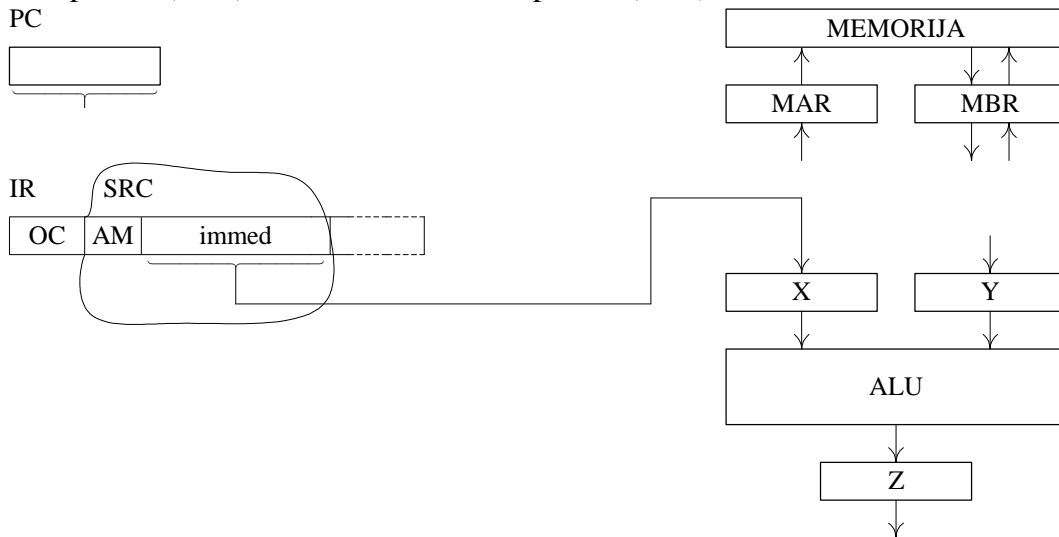 PC
MEMORIJA
MAR MBR
IR SRC
OC AM immed
X Y
ALU
Z